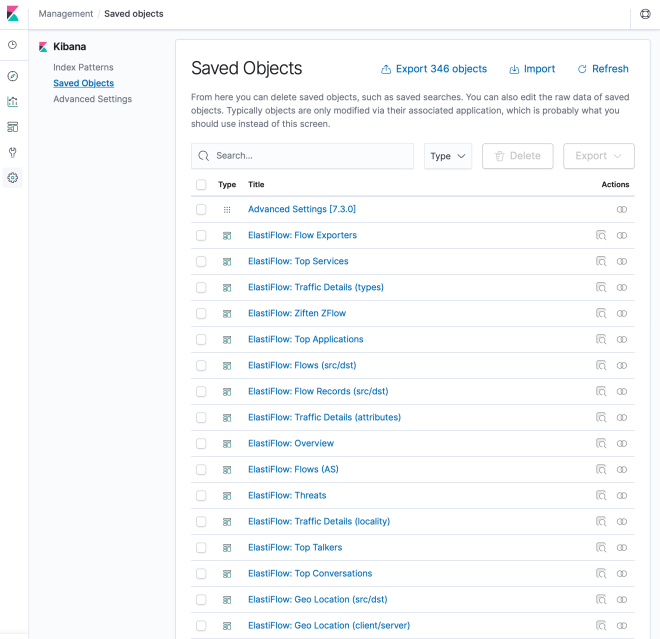 Management / Saved objects
Kibana
Index Patterns
Saved Objects
Advanced Settings
Saved Objects
Export 346 objects
Import
Refresh
From here you can delete saved objects, such as saved searches. You can also edit the raw data of saved
objects. Typically objects are only modified via their associated application, which is probably what you
should use instead of this screen.
Search...
Type
Delete
Export
Type Title Actions
Advanced Settings [7.3.0]
ElastiFlow: Flow Exporters
ElastiFlow: Top Services
ElastiFlow: Traffic Details (types)
ElastiFlow: Ziften ZFlow
ElastiFlow: Top Applications
ElastiFlow: Flows (src/dst)
ElastiFlow: Flow Records (src/dst)
ElastiFlow: Traffic Details (attributes)
ElastiFlow: Overview
ElastiFlow: Flows (AS)
ElastiFlow: Threats
ElastiFlow: Traffic Details (locality)
ElastiFlow: Top Talkers
ElastiFlow: Top Conversations
ElastiFlow: Geo Location (src/dst)
ElastiFlow: Geo Location (client/server)